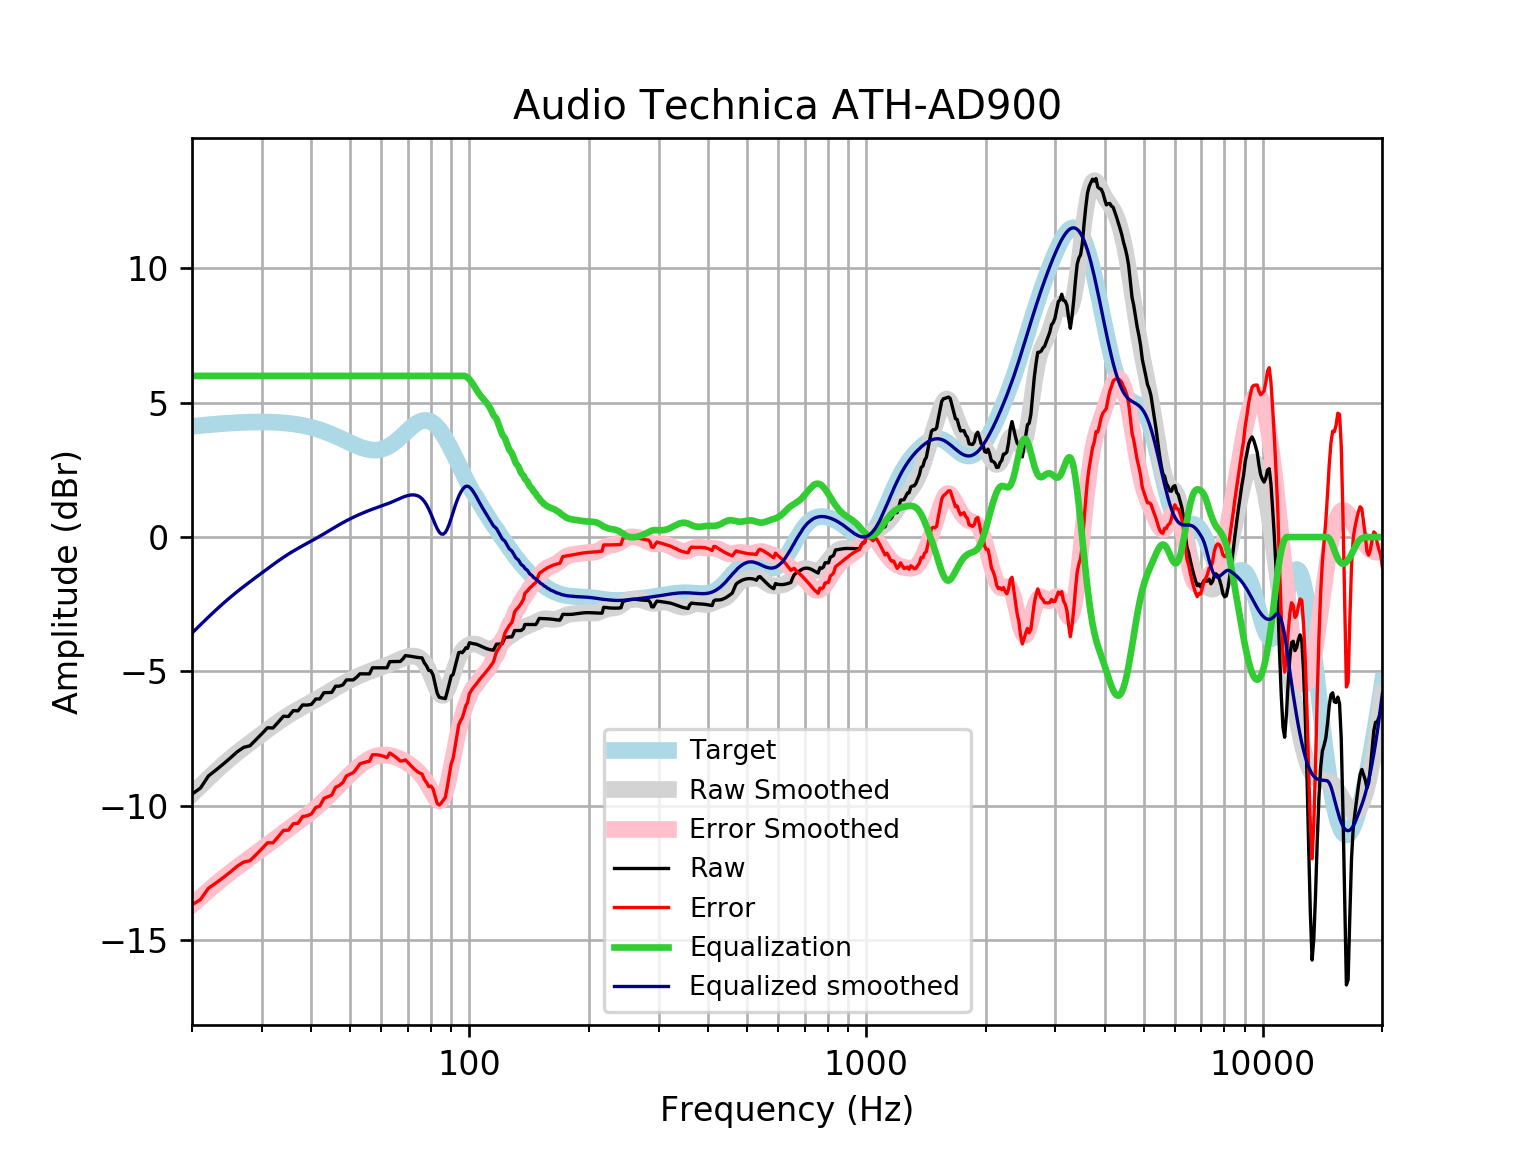 Audio Technica ATH-AD900
Amplitude (dBr)
10
5
0
−5
−10
−15
Target
Raw Smoothed
Error Smoothed
Raw
Error
Equalization
Equalized smoothed
100 1000 10000
Frequency (Hz)